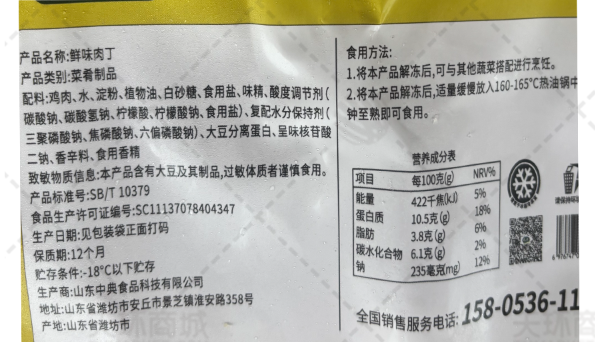 产品名称:鲜味肉丁
产品类别:菜肴制品
配料:鸡肉、水、淀粉、植物油、白砂糖、食用盐、味精、酸度调节剂(
碳酸钠、碳酸氢钠、柠檬酸、柠檬酸钠、食用盐)、复配水分保持剂(
三聚磷酸钠、焦磷酸钠、六偏磷酸钠)、大豆分离蛋白、呈味核苷酸
二钠、香辛料、食用香精
致敏物质信息:本产品含有大豆及其制品,过敏体质者谨慎食用。
产品标准号:SB/T 10379
食品生产许可证编号:SC11137078404347
生产日期:见包装袋正面打码
保质期:12个月
贮存条件:-18°C以下贮存
生产商:山东中典食品科技有限公司
地址:山东省潍坊市安丘市景芝镇淮安路358号
产地:山东省潍坊市
食用方法:
1.将本产品解冻后,可与其他蔬菜搭配进行烹饪。
2.将本产品解冻后,适量缓慢放入160-165°C热油锅中
钟至熟即可食用。
营养成分表
项目 每100克(g) NRV%
能量 422千焦(kJ) 5%
蛋白质 10.5克(g) 18%
脂肪 3.8克(g) 6%
碳水化合物 6.1克(g) 2%
钠 235毫克(mg) 12%
全国销售服务电话:158-0536-11